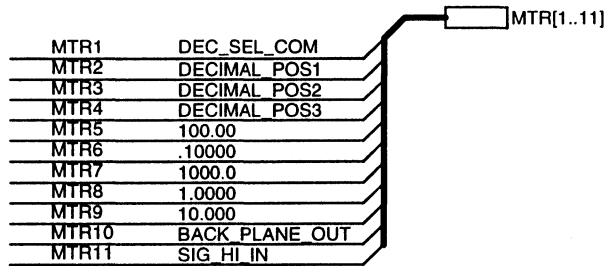 MTR[1..11]
MTR1 DEC_SEL_COM
MTR2 DECIMAL_POS1
MTR3 DECIMAL_POS2
MTR4 DECIMAL_POS3
MTR5 100.00
MTR6 .10000
MTR7 1000.0
MTR8 1.0000
MTR9 10.000
MTR10 BACK_PLANE_OUT
MTR11 SIG_HI_IN